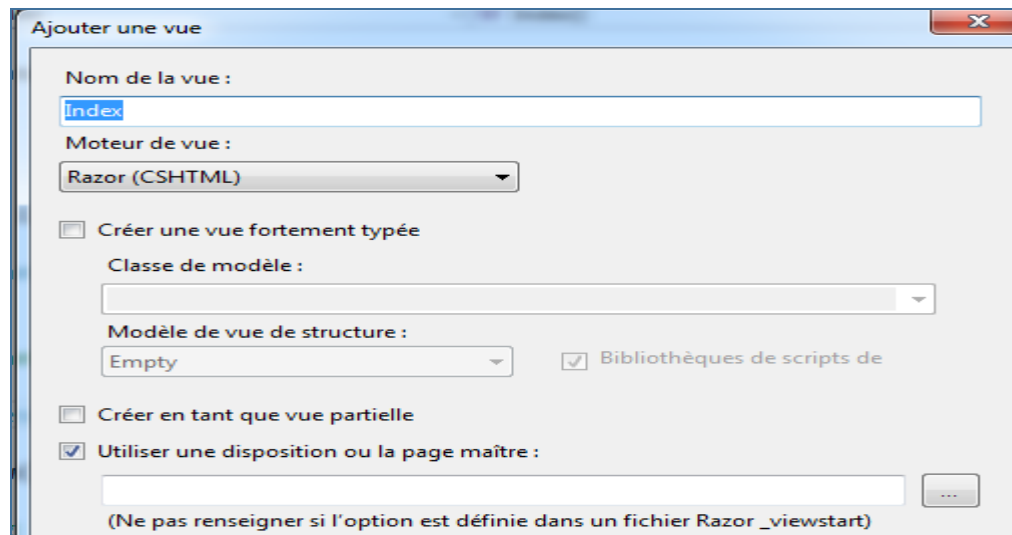 Ajouter une vue
Nom de la vue :
Index
Moteur de vue :
Razor (CSHTML)
Créer une vue fortement typée
Classe de modèle :
Modèle de vue de structure :
Empty
Bibliothèques de scripts de
Créer en tant que vue partielle
Utiliser une disposition ou la page maître :
...
(Ne pas renseigner si l'option est définie dans un fichier Razor _viewstart)